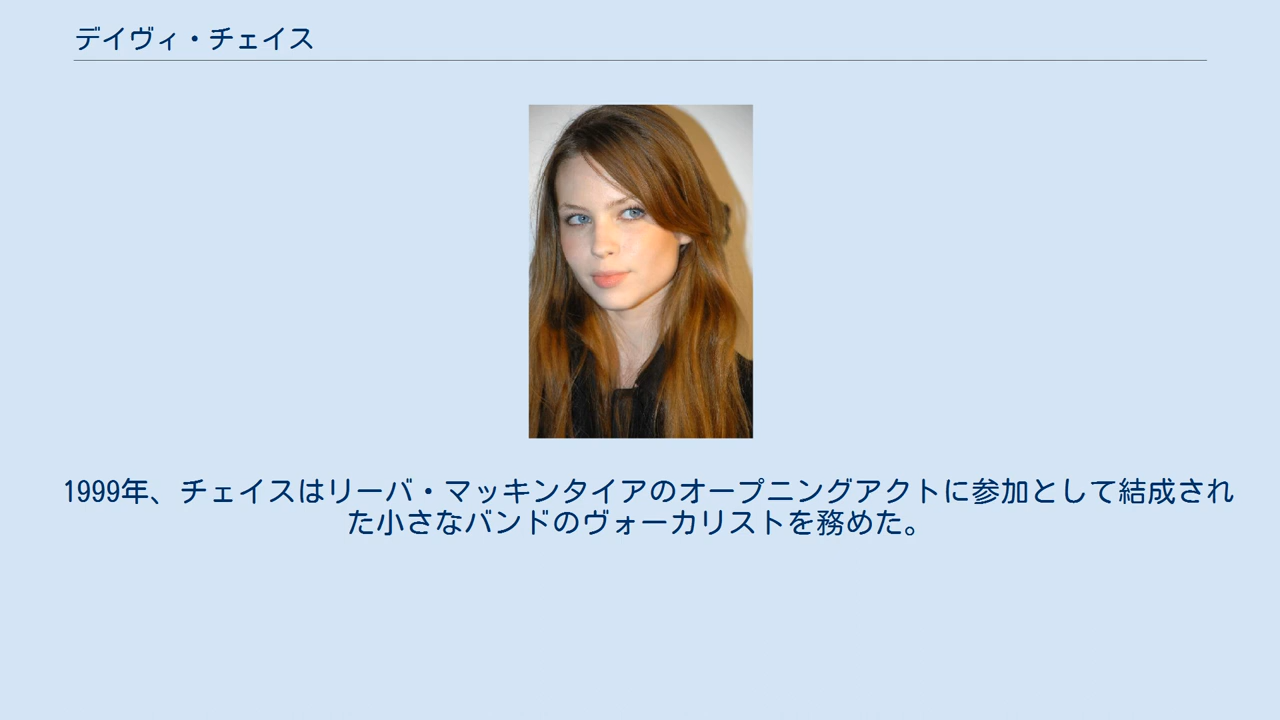 デイヴィ・チェイス
1999年、チェイスはリーバ・マッキンタイアのオープニングアクトに参加として結成され
た小さなバンドのヴォーカリストを務めた。